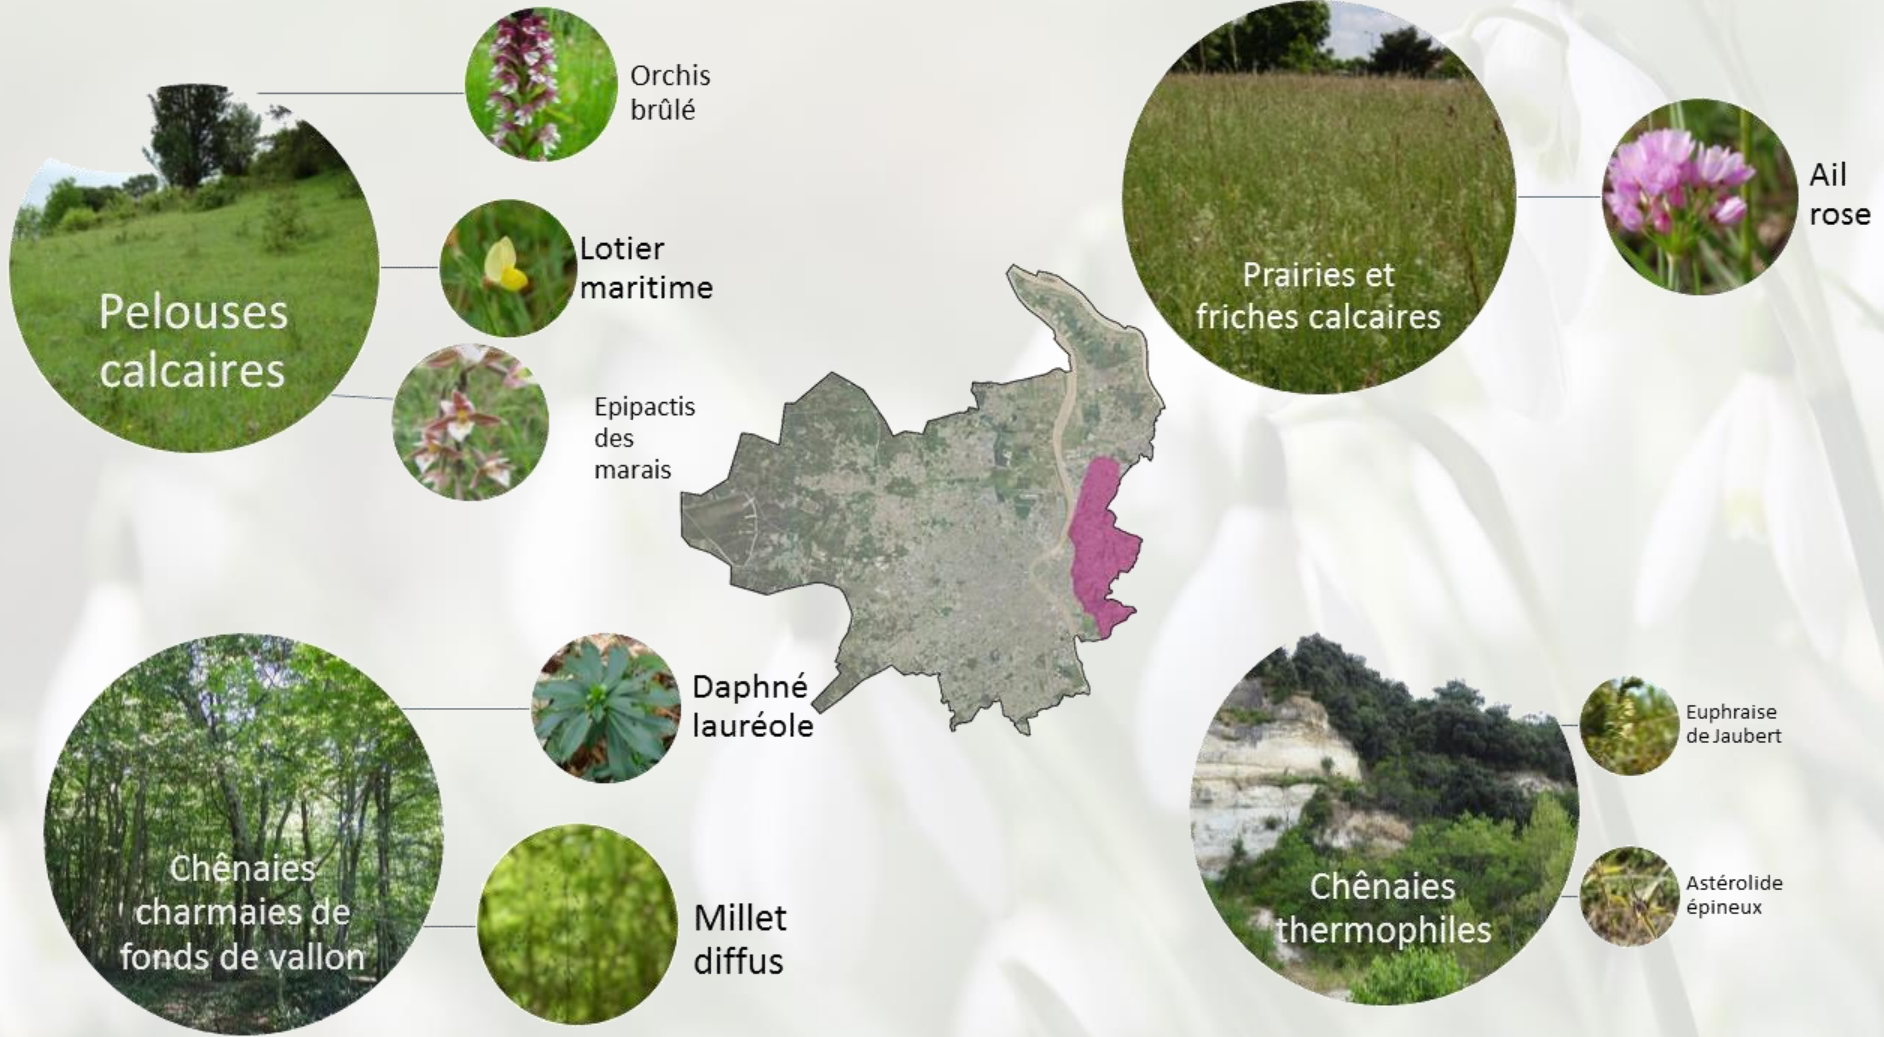 Orchis
brûlé
Lotier
maritime
Pelouses
calcaires
Epipactis
des
marais
Prairies et
friches calcaires
Ail
rose
Daphné
lauréole
Chênaies
charmaies de
fonds de vallon
Millet
diffus
Chênaies
thermophiles
Euphraise
de Jaubert
Astérolide
épineux